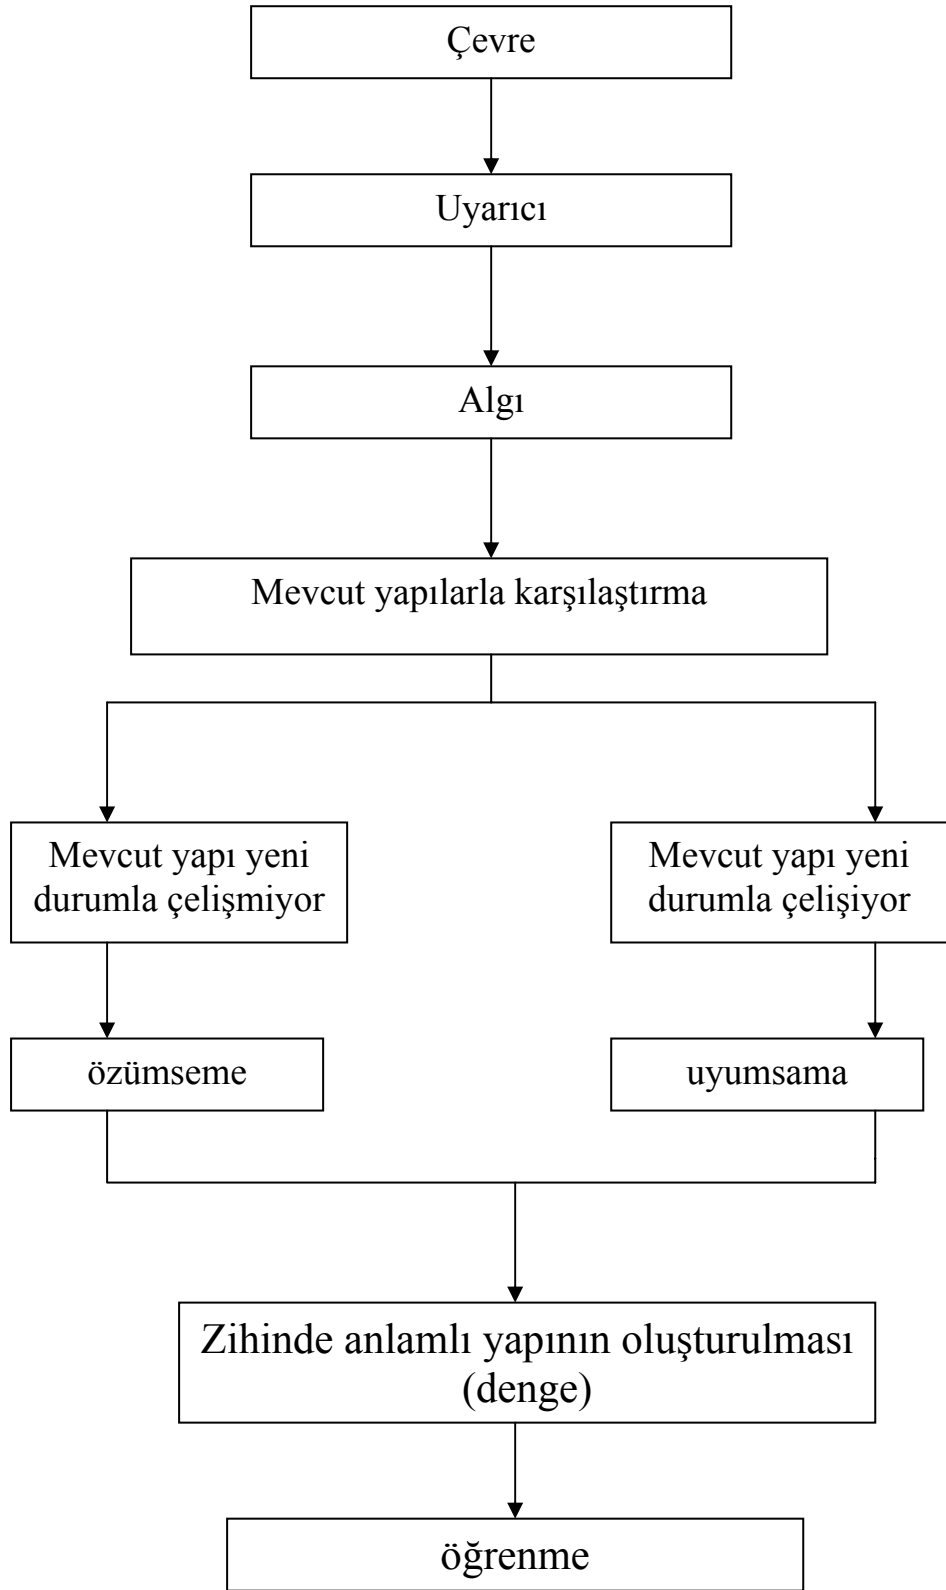 Çevre
Uyarıcı
Algı
Mevcut yapılarla karşılaştırma
Mevcut yapı yeni
durumla çelişmiyor
Mevcut yapı yeni
durumla çelişiyor
özümseme
uyumsama
Zihinde anlamlı yapının oluşturulması
(denge)
öğrenme